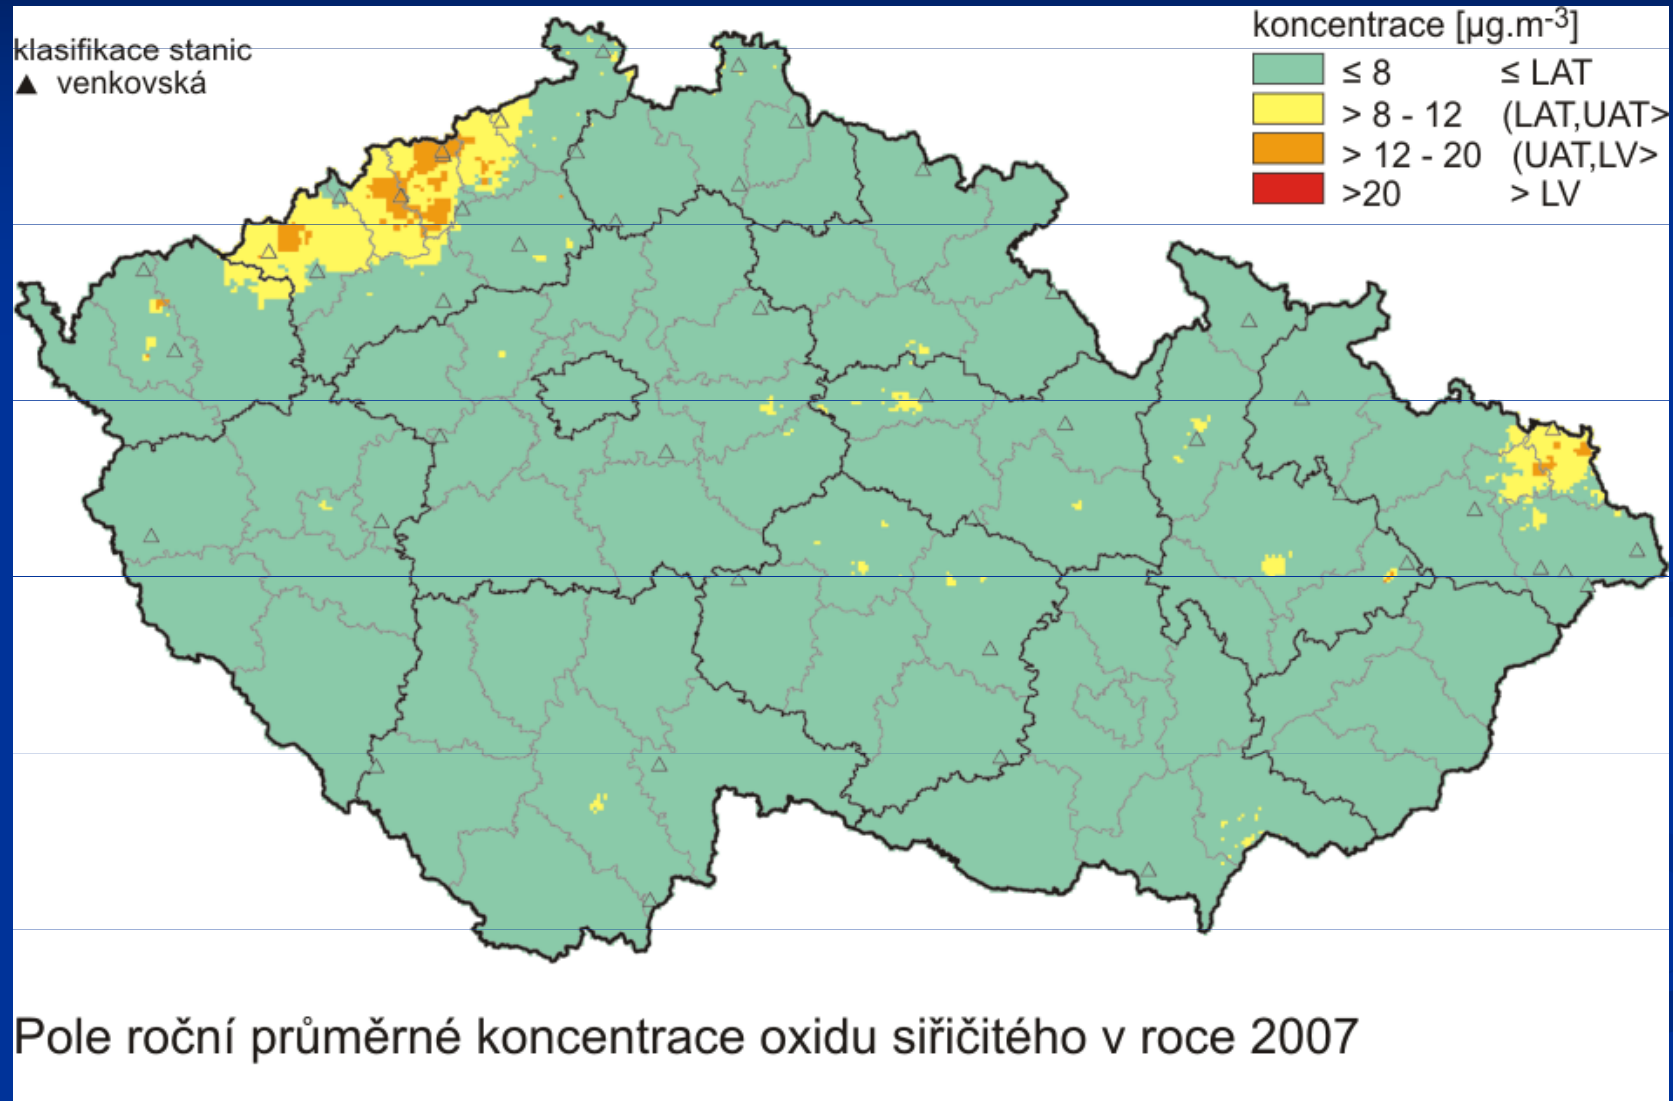 klasifikace stanic
▲ venkovská
koncentrace [µg.m-3]
≤ 8 ≤ LAT
> 8 - 12 (LAT,UAT>
> 12 - 20 (UAT,LV>
>20 > LV
Pole roční průměrné koncentrace oxidu siřičitého v roce 2007